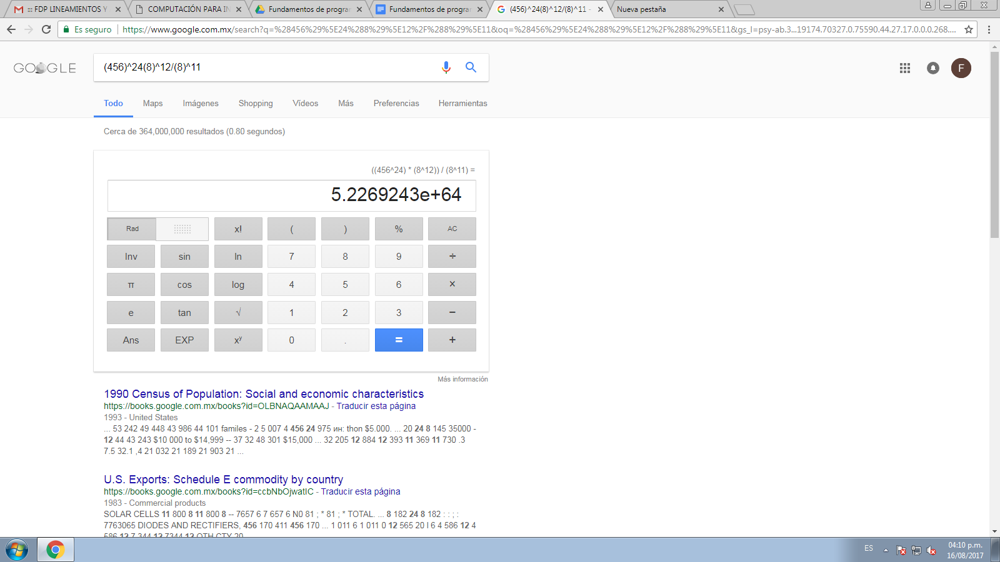 ::: FDP LINEAMIENTOS Y
COMPUTACIÓN PARA IN
Fundamentos de progra
Fundamentos de progra
(456)^24(8)^12/(8)^11 -
Nueva pestaña
Es seguro
https://www.google.com.mx/search?q=%28456%29%5E24%288%29%5E12%2F%288%29%5E11&oq=%28456%29%5E24%288%29%5E12%2F%288%29%5E11&gs_l=psy-ab.3...19174.70327.0.75590.44.27.17.0.0.0.268....
GOOGLE
(456)^24(8)^12/(8)^11
F
Todo Maps Imágenes Shopping Vídeos Más Preferencias Herramientas
Cerca de 364,000,000 resultados (0.80 segundos)
((456^24) * (8^12)) / (8^11) =
5.2269243e+64
Rad x! ( ) % AC
Inv sin ln 7 8 9 ÷
π cos log 4 5 6 ×
e tan √ 1 2 3 −
Ans EXP xʸ 0 . = +
Más información
1990 Census of Population: Social and economic characteristics
https://books.google.com.mx/books?id=OLBNAQAAMAAJ - Traducir esta página
1993 - United States
... 53 242 49 448 43 986 44 101 familes - 2 5 007 4 456 24 975 ин: thon $5.000. ... 20 24 8 145 35000 -
12 44 43 243 $10 000 to $14,999 -- 37 32 48 301 $15,000 ... 32 205 12 884 12 393 11 369 11 730 .3
7.5 32.1 ,4 21 032 21 189 21 903 21 ...
U.S. Exports: Schedule E commodity by country
https://books.google.com.mx/books?id=ccbNbOjwatIC - Traducir esta página
1983 - Commercial products
SOLAR CELLS 11 800 8 11 800 8 -- 7657 6 7 657 6 N0 81 ; * 81 ; * TOTAL. ... 8 182 24 8 182 : : ; :
7763065 DIODES AND RECTIFIERS, 456 170 411 456 170 ... 1 011 6 1 011 0 12 565 20 l 6 4 586 12 4
586 12 7 344 12 7344 12 OTH CTY 20
ES
04:10 p.m.
16/08/2017